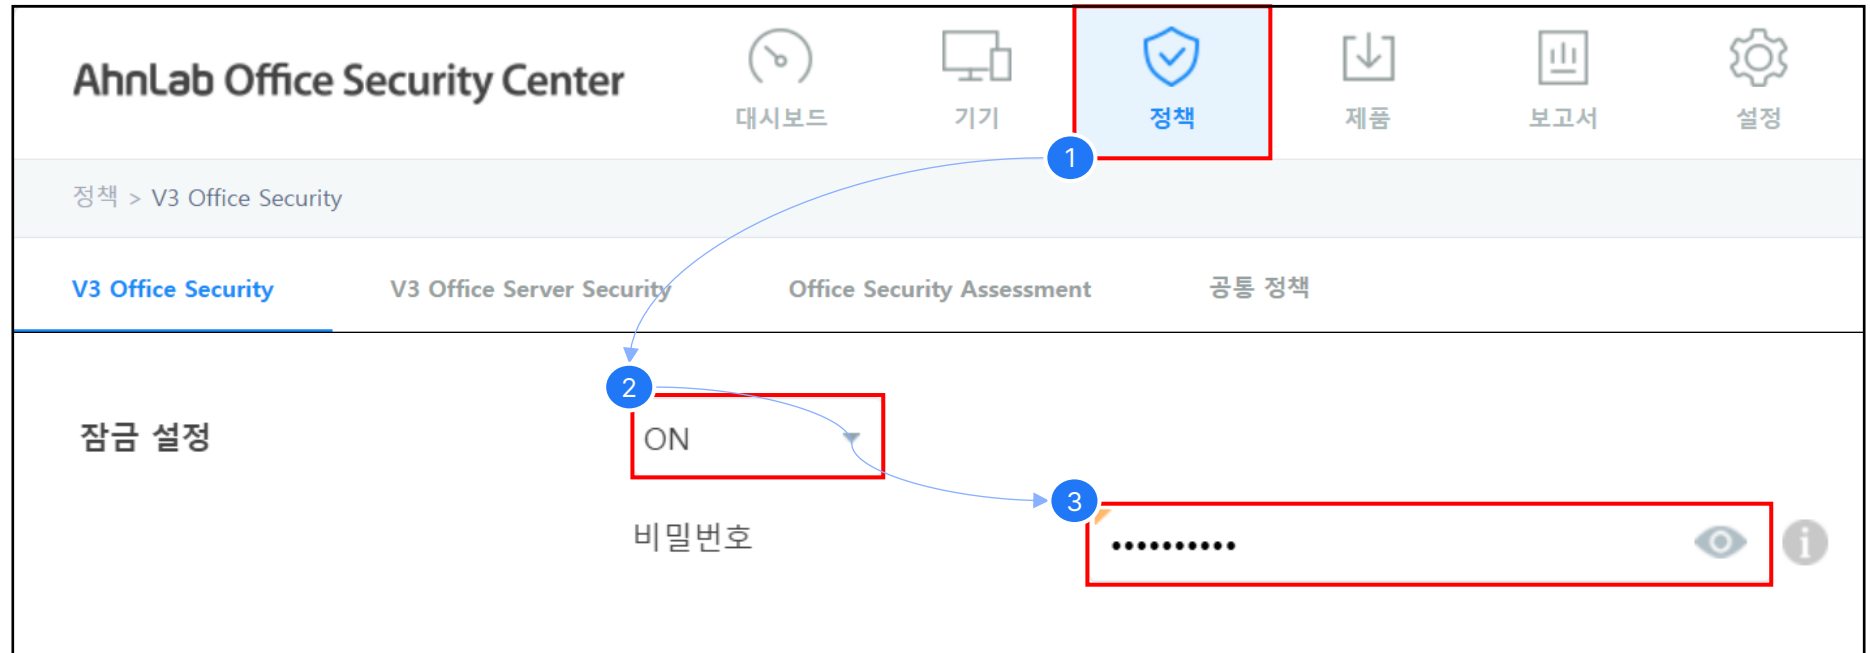 AhnLab Office Security Center
대시보드
기기
정책
제품
보고서
설정
1
정책 > V3 Office Security
V3 Office Security
V3 Office Server Security
Office Security Assessment
공통 정책
2
잠금 설정
ON
3
비밀번호
••••••••••
i